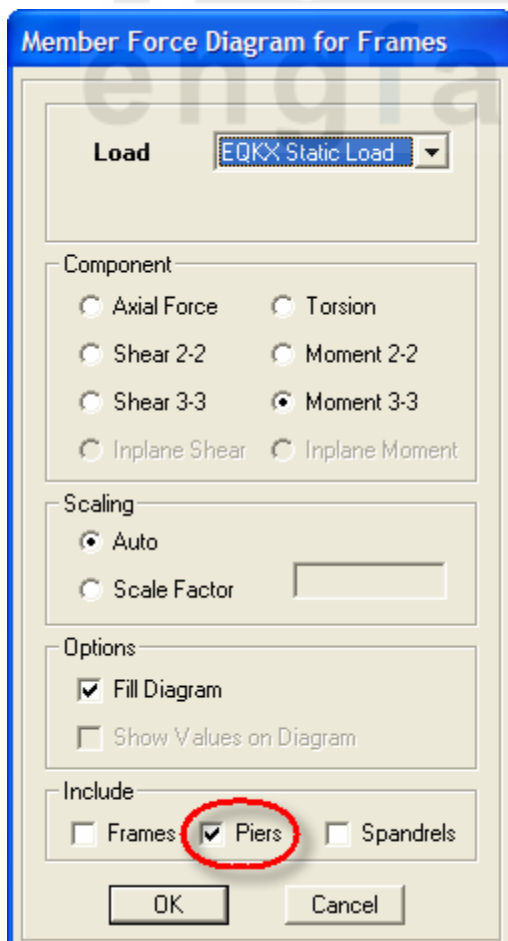 Member Force Diagram for Frames
engra
Load EQKX Static Load
Component
Axial Force Torsion
Shear 2-2 Moment 2-2
Shear 3-3 Moment 3-3
Inplane Shear Inplane Moment
Scaling
Auto
Scale Factor
Options
Fill Diagram
Show Values on Diagram
Include
Frames Piers Spandrels
OK Cancel